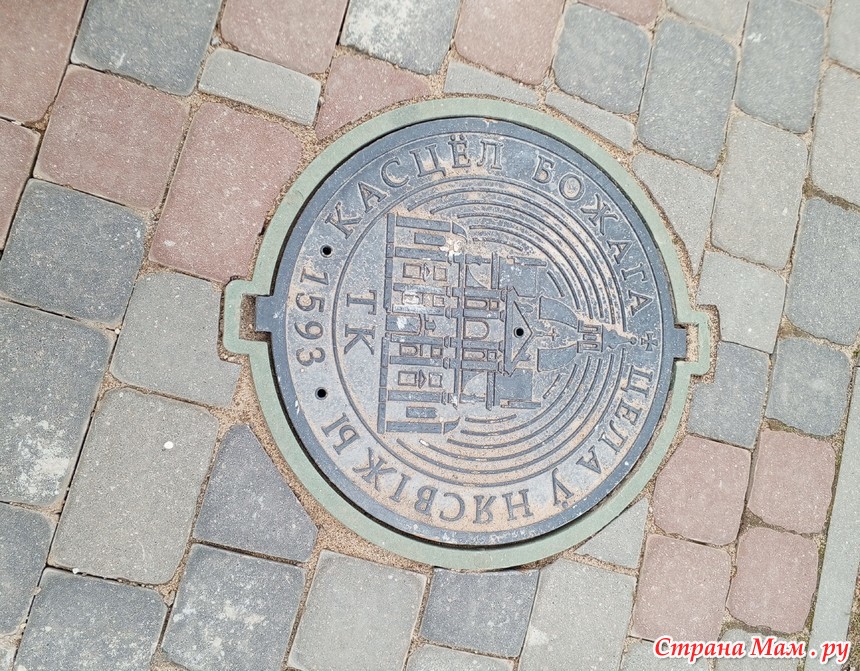 КАСЦЁЛ БОЖАГА ЦЕЛА Ў НЯСВІЖЫ
1593
ТК
Страна Мам.ру